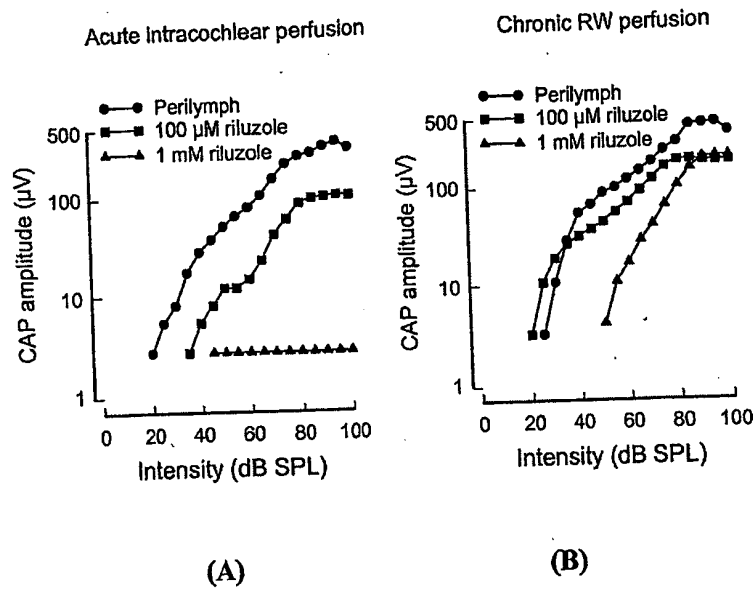 Acute intracochlear perfusion
Perilymph
100 µM riluzole
1 mM riluzole
500
100
10
1
CAP amplitude (µV)
0 20 40 60 80 100
Intensity (dB SPL)
(A)
Chronic RW perfusion
Perilymph
100 µM riluzole
1 mM riluzole
500
100
10
1
CAP amplitude (µV)
0 20 40 60 80 100
Intensity (dB SPL)
(B)